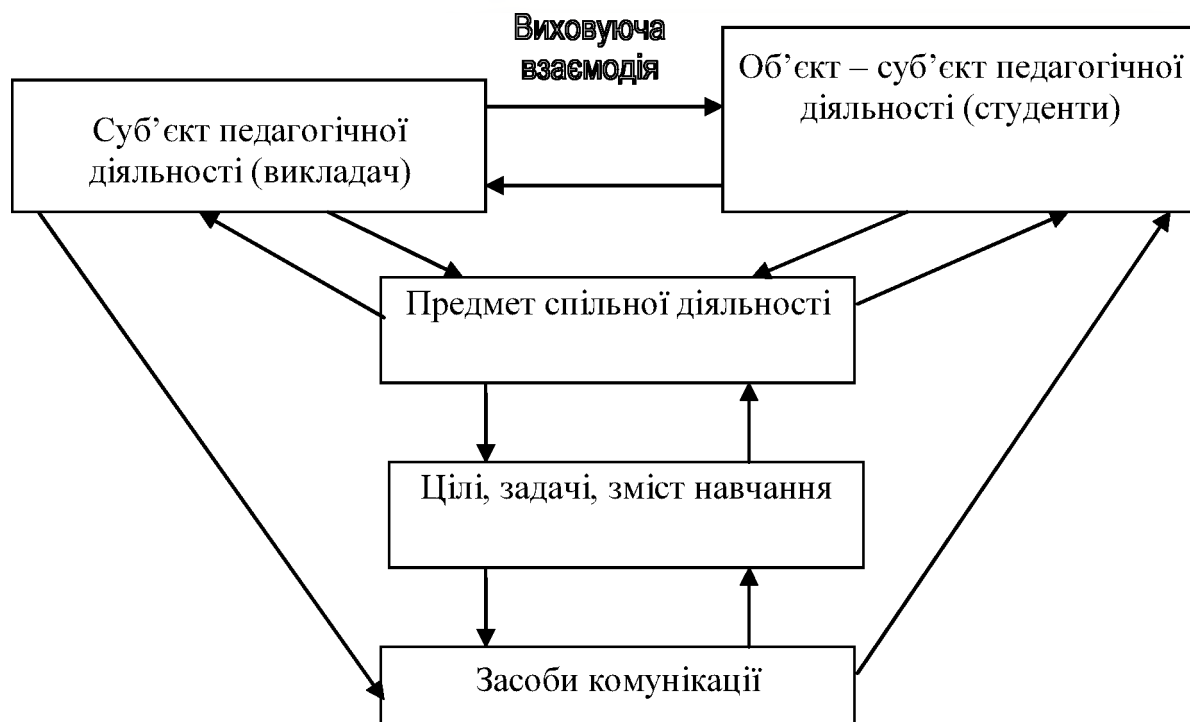 Виховуюча
взаємодія
Суб’єкт педагогічної
діяльності (викладач)
Об’єкт – суб’єкт педагогічної
діяльності (студенти)
Предмет спільної діяльності
Цілі, задачі, зміст навчання
Засоби комунікації